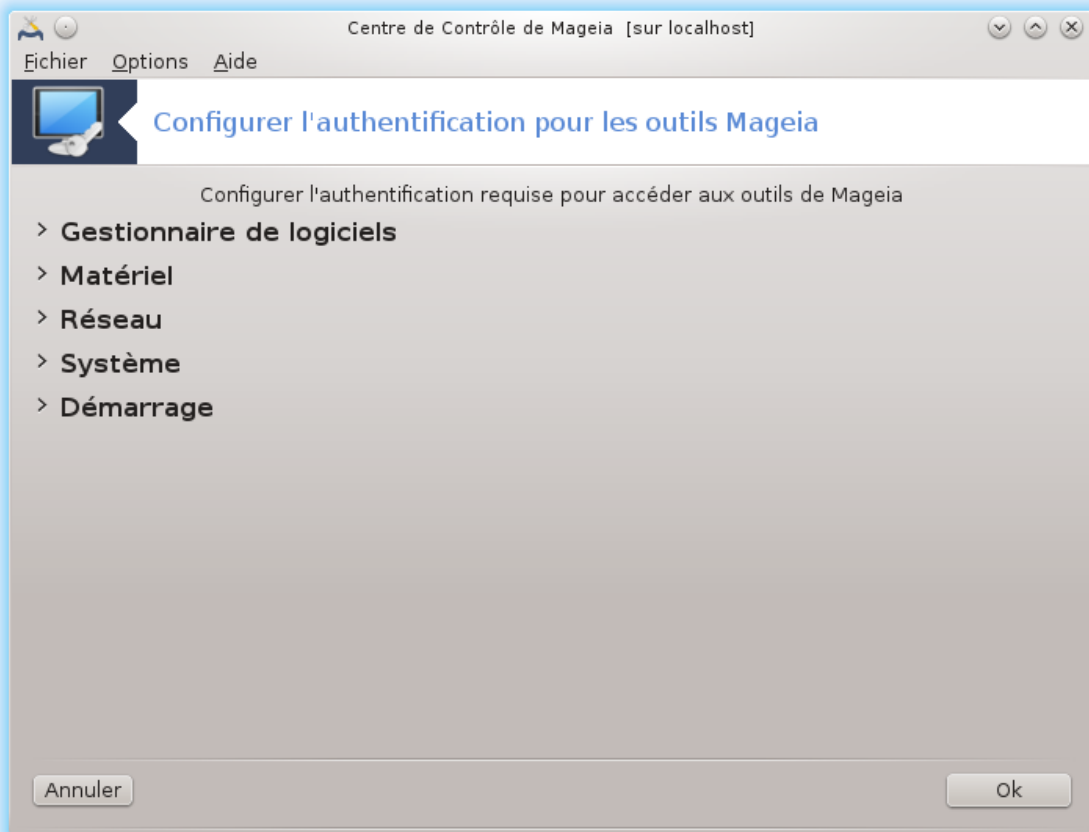 Centre de Contrôle de Mageia [sur localhost]
Fichier Options Aide
Configurer l'authentification pour les outils Mageia
Configurer l'authentification requise pour accéder aux outils de Mageia
> Gestionnaire de logiciels
> Matériel
> Réseau
> Système
> Démarrage
Annuler Ok